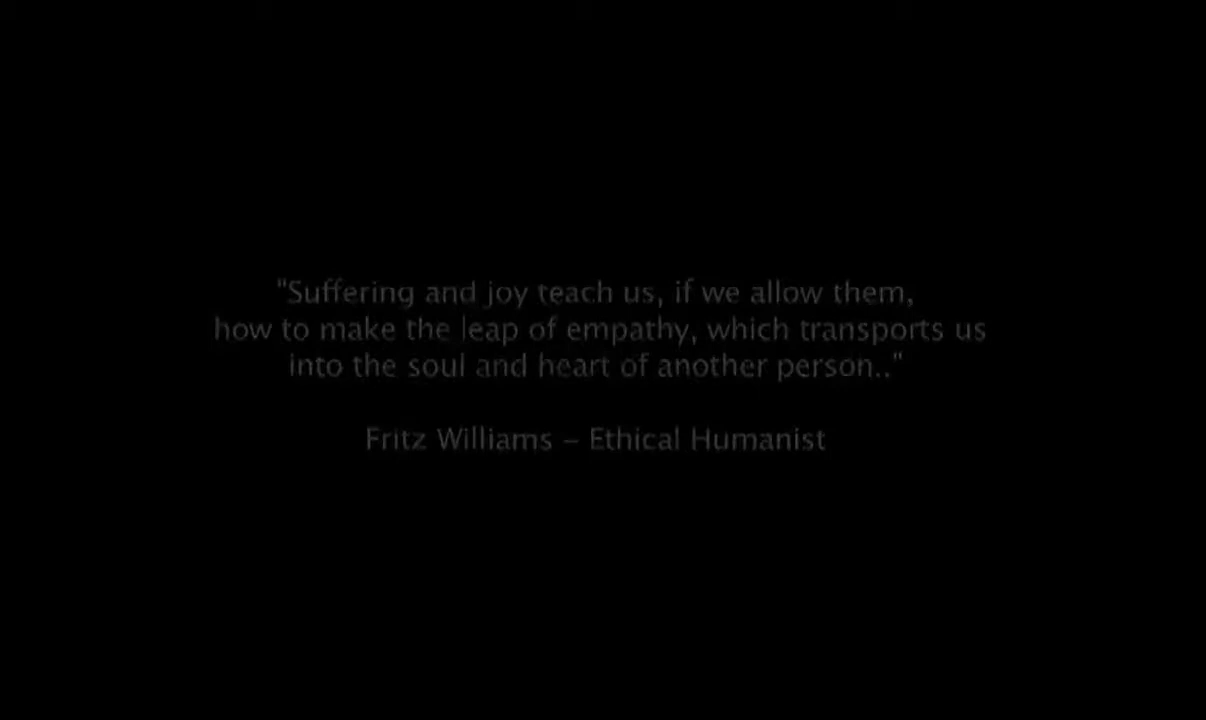 "Suffering and joy teach us, if we allow them,
how to make the leap of empathy, which transports us
into the soul and heart of another person.."
Fritz Williams – Ethical Humanist